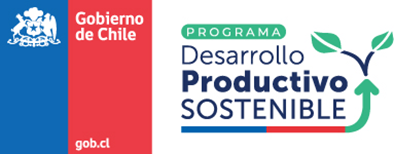 Gobierno
de Chile
gob.cl
PROGRAMA
Desarrollo
Productivo
SOSTENIBLE